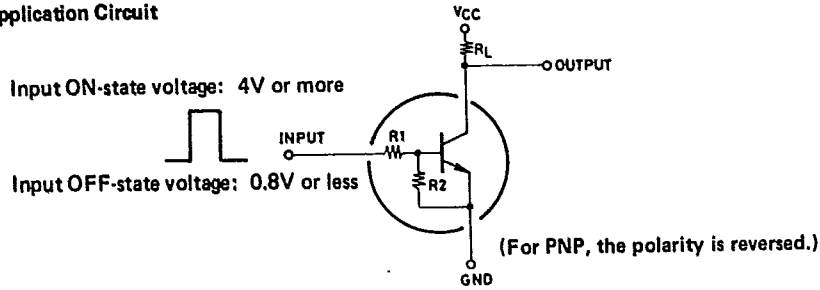 pplication Circuit
VCC
RL
OUTPUT
Input ON-state voltage: 4V or more
INPUT
R1
R2
Input OFF-state voltage: 0.8V or less
(For PNP, the polarity is reversed.)
GND